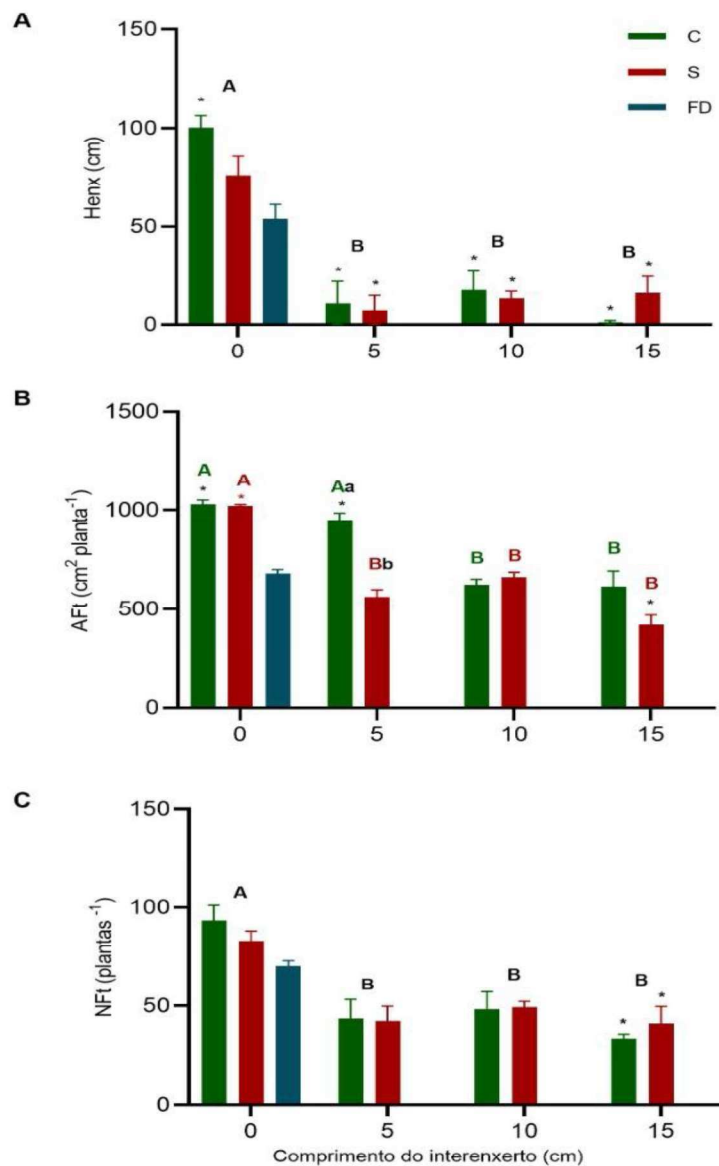 A
150
100
50
0
Henx (cm)
C
S
FD
* A
B
* *
B
* *
B
* *
0 5 10 15
B
1500
1000
500
0
AFt (cm² planta⁻¹)
A A
* *
Aa
*
Bb
B B
B
B
*
0 5 10 15
C
150
100
50
0
NFt (plantas⁻¹)
A
B
B
B
* *
0 5 10 15
Comprimento do interenxerto (cm)